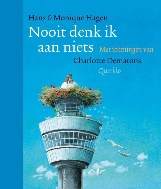 Hans & Monique Hagen
Nooit denk ik
aan niets
Met tekeningen van
Charlotte Dematons
Querido